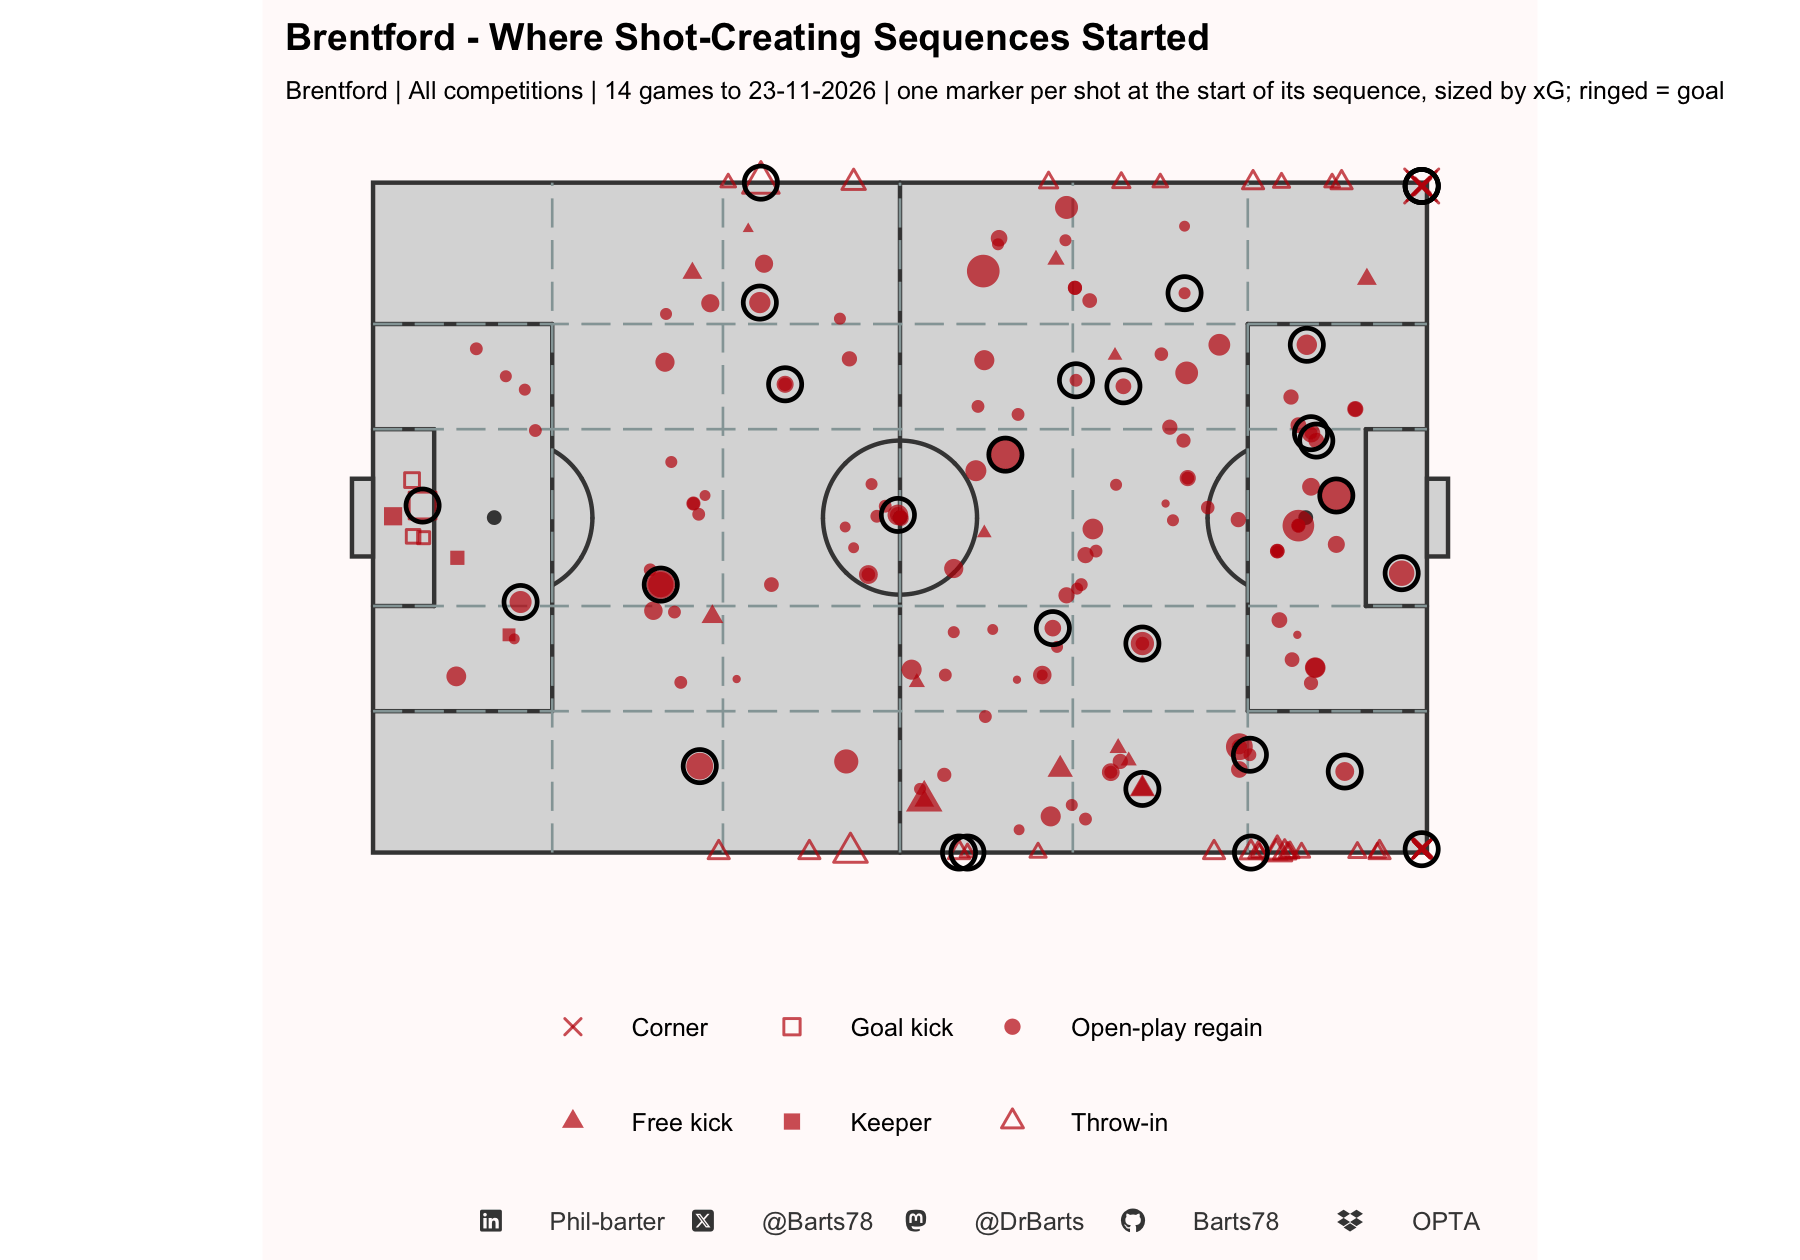 Brentford - Where Shot-Creating Sequences Started
Brentford | All competitions | 14 games to 23-11-2026 | one marker per shot at the start of its sequence, sized by xG; ringed = goal
Corner Goal kick Open-play regain
Free kick Keeper Throw-in
Phil-barter @Barts78 @DrBarts Barts78 OPTA